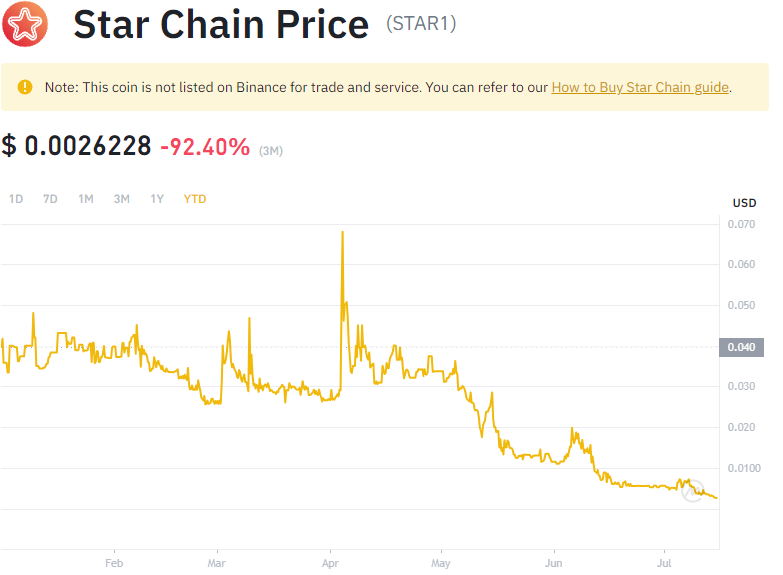 Star Chain Price (STAR1)
Note: This coin is not listed on Binance for trade and service. You can refer to our How to Buy Star Chain guide.
$ 0.0026228 -92.40% (3M)
1D 7D 1M 3M 1Y YTD
USD
0.070
0.060
0.050
0.040
0.030
0.020
0.0100
Feb Mar Apr May Jun Jul